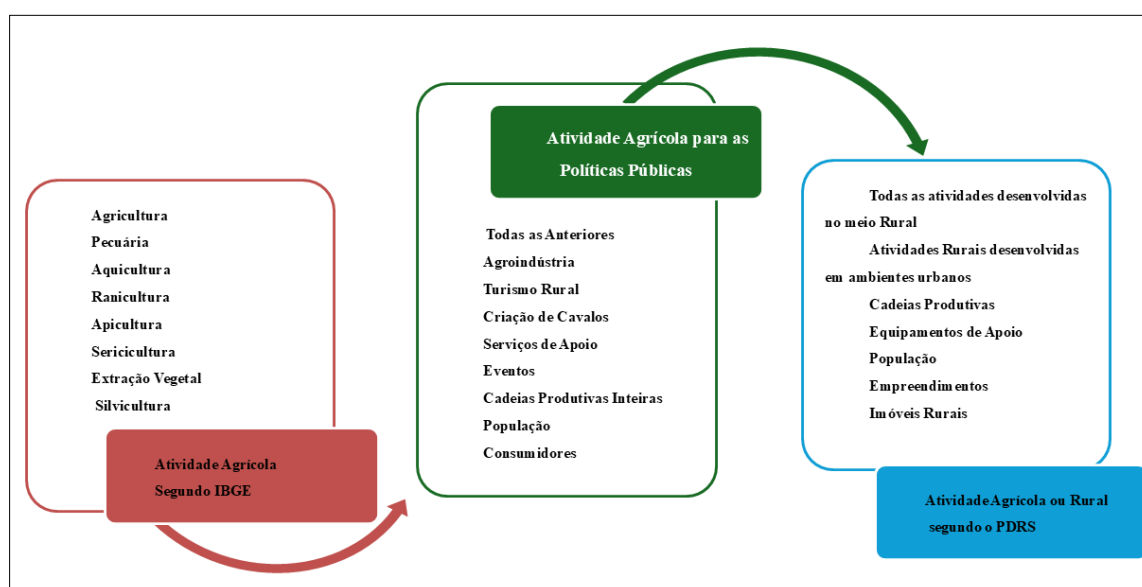 Agricultura
Pecuária
Aquicultura
Ranicultura
Apicultura
Sericicultura
Extração Vegetal
Silvicultura
Atividade Agrícola
Segundo IBGE
Atividade Agrícola para as
Políticas Públicas
Todas as Anteriores
Agroindústria
Turismo Rural
Criação de Cavalos
Serviços de Apoio
Eventos
Cadeias Produtivas Inteiras
População
Consumidores
Todas as atividades desenvolvidas
no meio Rural
Atividades Rurais desenvolvidas
em ambientes urbanos
Cadeias Produtivas
Equipamentos de Apoio
População
Empreendimentos
Imóveis Rurais
Atividade Agrícola ou Rural
segundo o PDRS